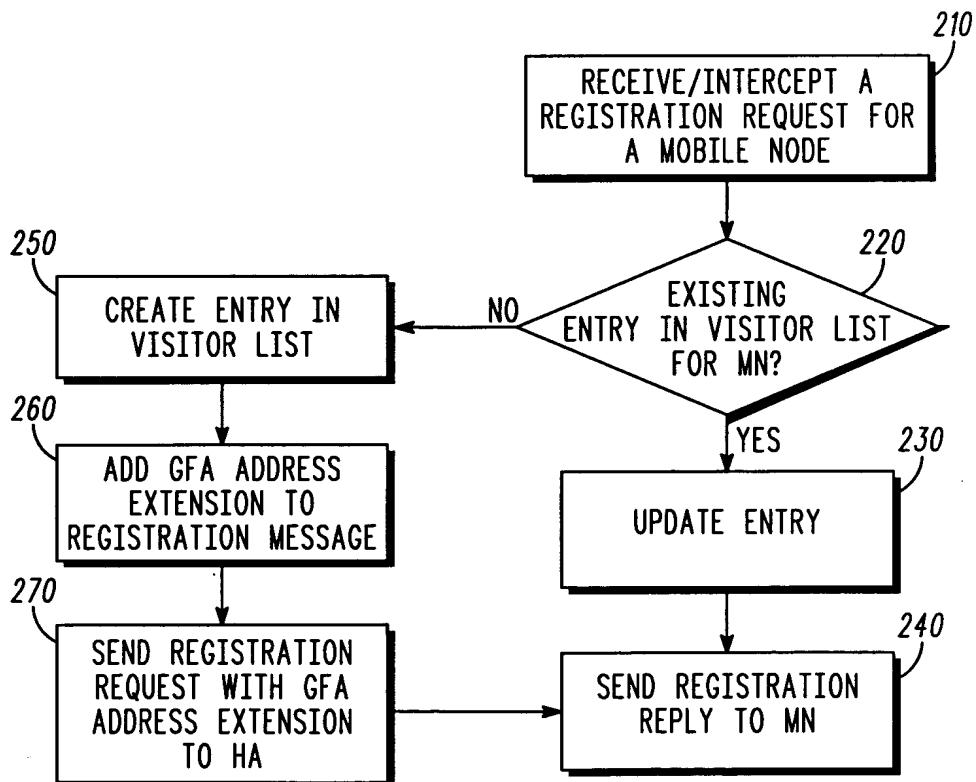 210
RECEIVE/INTERCEPT A
REGISTRATION REQUEST FOR
A MOBILE NODE
220
EXISTING
ENTRY IN VISITOR LIST
FOR MN?
NO
YES
250
CREATE ENTRY IN
VISITOR LIST
260
ADD GFA ADDRESS
EXTENSION TO
REGISTRATION MESSAGE
230
UPDATE ENTRY
270
SEND REGISTRATION
REQUEST WITH GFA
ADDRESS EXTENSION
TO HA
240
SEND REGISTRATION
REPLY TO MN